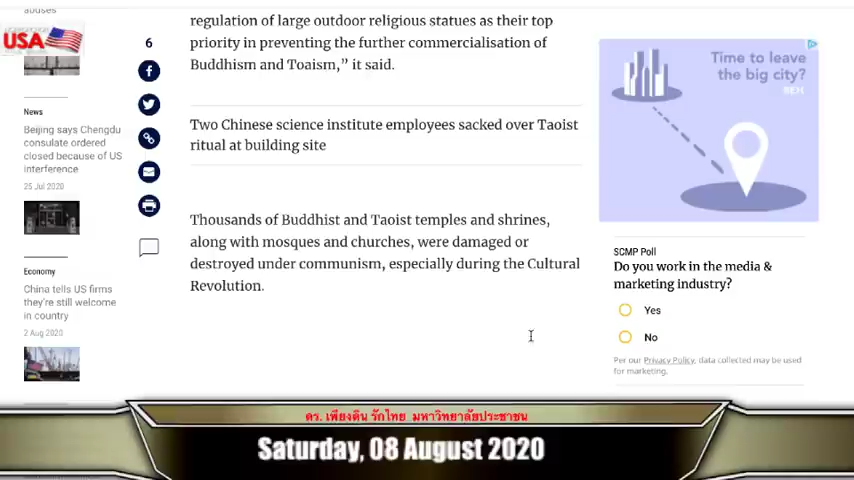 abuses
USA
News
Beijing says Chengdu
consulate ordered
closed because of US
interference
25 Jul 2020
Economy
China tells US firms
they're still welcome
in country
2 Aug 2020
6
regulation of large outdoor religious statues as their top
priority in preventing the further commercialisation of
Buddhism and Toaism,” it said.
Two Chinese science institute employees sacked over Taoist
ritual at building site
Thousands of Buddhist and Taoist temples and shrines,
along with mosques and churches, were damaged or
destroyed under communism, especially during the Cultural
Revolution.
Time to leave
the big city?
SCMP Poll
Do you work in the media &
marketing industry?
Yes
No
Per our Privacy Policy, data collected may be used
for marketing.
ดร. เพียงดิน รักไทย มหาวิทยาลัยประชาชน
Saturday, 08 August 2020